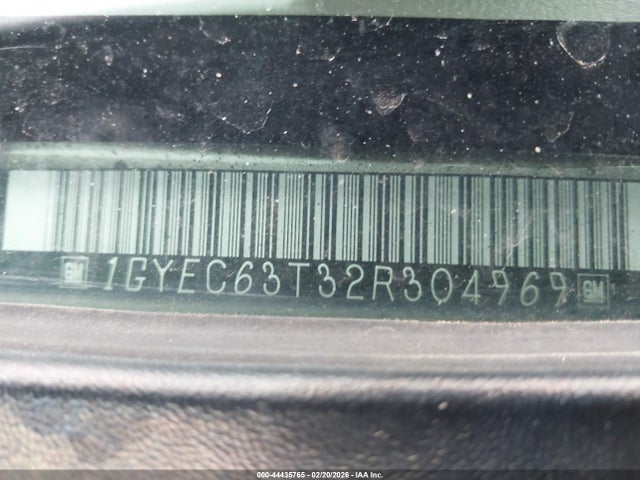 GM 1GYEC63T32R304969 GM
000-44435765 - 02/20/2026 - IAA Inc.